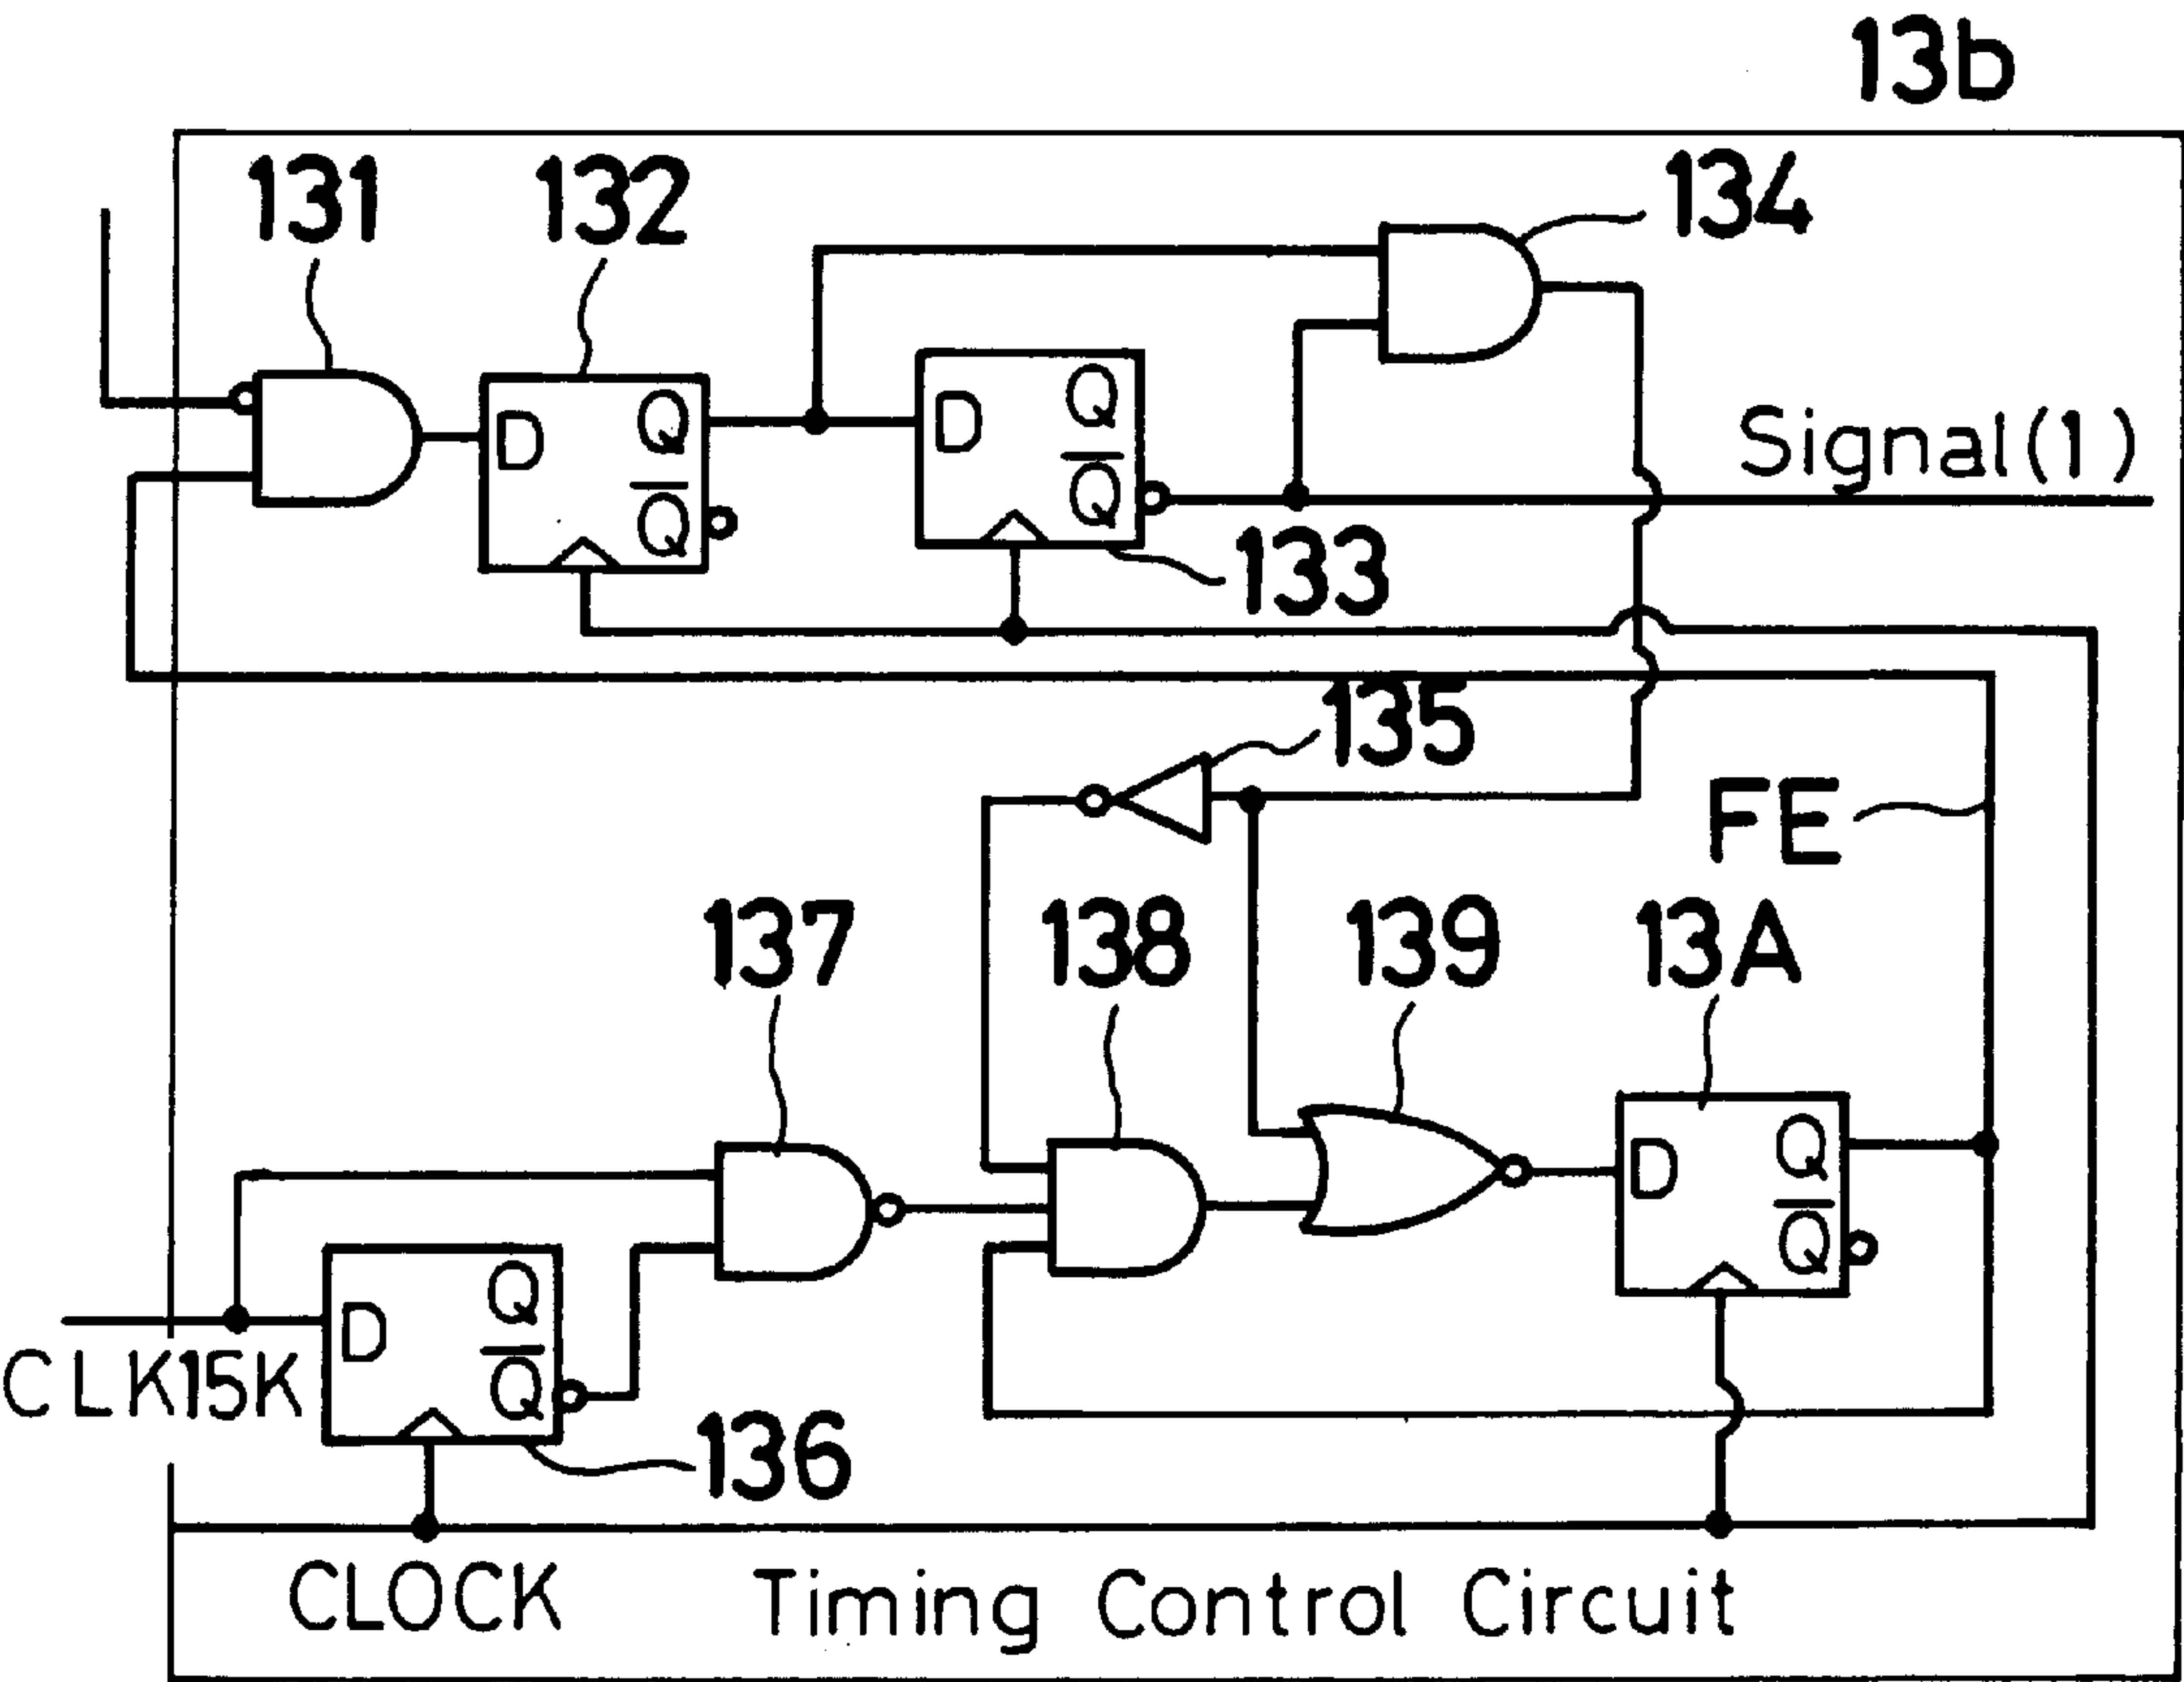 13b
131
132
134
D
Q
Q̅
D
Q
Q̅
Signal(1)
133
135
FE
137
138
139
13A
D
Q
Q̅
D
Q
Q̅
CLK15K
136
CLOCK
Timing Control Circuit